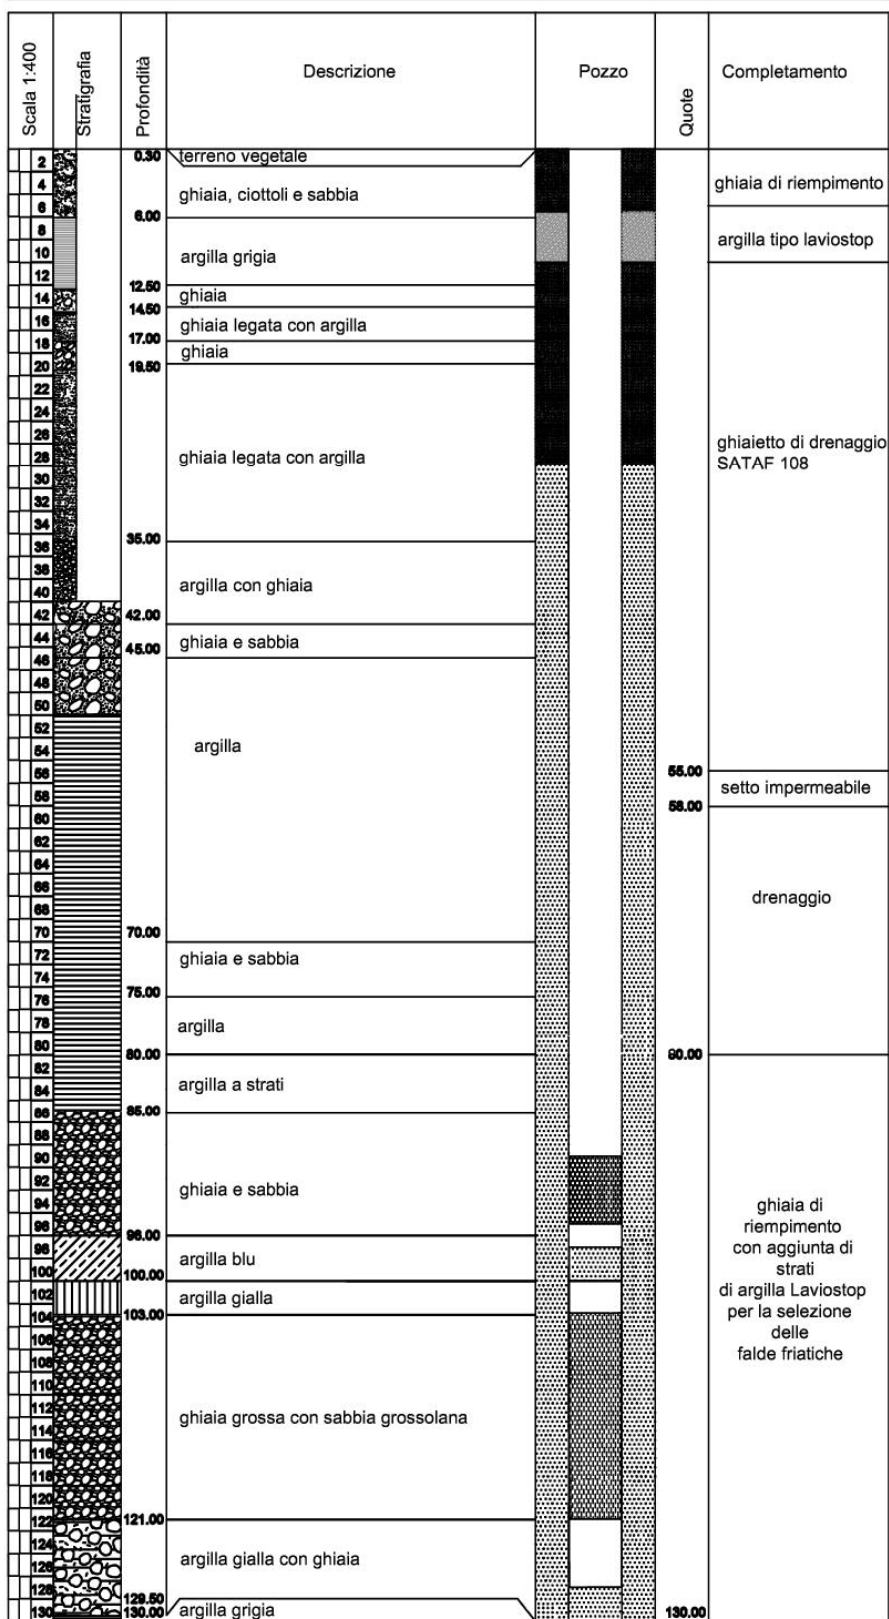 Scala 1:400
Stratigrafia
Profondità
Descrizione
Pozzo
Quote
Completamento
2
4
6
8
10
12
14
16
18
20
22
24
26
28
30
32
34
36
38
40
42
44
46
48
50
52
54
56
58
60
62
64
66
68
70
72
74
76
78
80
82
84
86
88
90
92
94
96
98
100
102
104
106
108
110
112
114
116
118
120
122
124
126
128
130
0.30
6.00
12.50
14.50
17.00
19.50
35.00
42.00
45.00
70.00
75.00
80.00
85.00
96.00
100.00
103.00
121.00
129.50
130.00
terreno vegetale
ghiaia, ciottoli e sabbia
argilla grigia
ghiaia
ghiaia legata con argilla
ghiaia
ghiaia legata con argilla
argilla con ghiaia
ghiaia e sabbia
argilla
ghiaia e sabbia
argilla
argilla a strati
ghiaia e sabbia
argilla blu
argilla gialla
ghiaia grossa con sabbia grossolana
argilla gialla con ghiaia
argilla grigia
55.00
58.00
130.00
ghiaia di riempimento
argilla tipo laviostop
ghiaietto di drenaggio
SATAF 108
setto impermeabile
drenaggio
ghiaia di
riempimento
con aggiunta di
strati
di argilla Laviostop
per la selezione
delle
falde friatiche